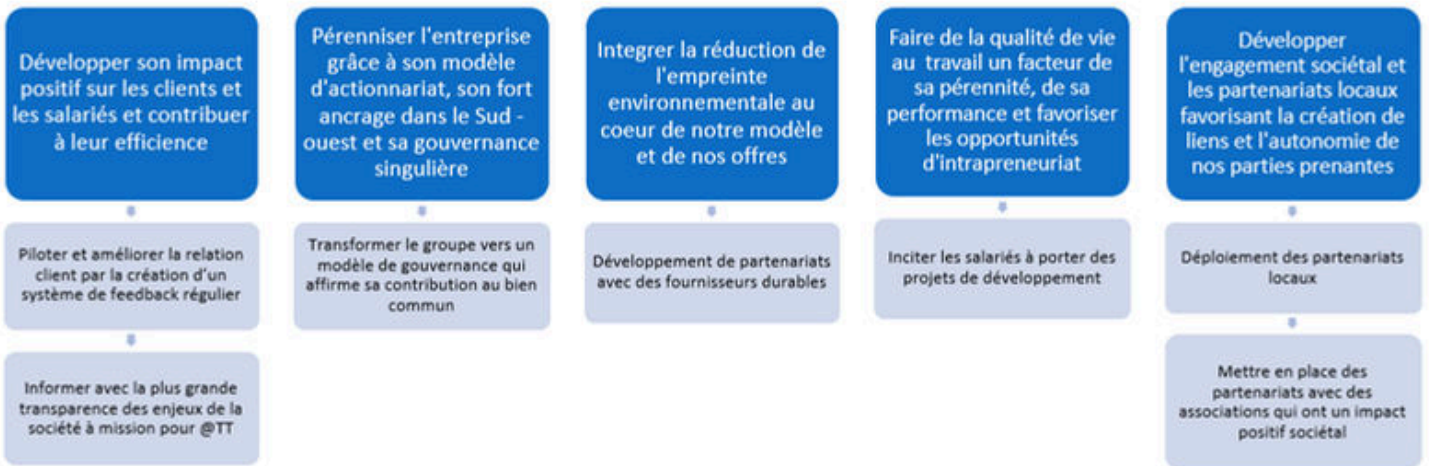 Développer son impact
positif sur les clients et
les salariés et contribuer
à leur efficience
Piloter et améliorer la relation
client par la création d'un
système de feedback régulier
Informer avec la plus grande
transparence des enjeux de la
société à mission pour @TT
Pérenniser l'entreprise
grâce à son modèle
d'actionnariat, son fort
ancrage dans le Sud -
ouest et sa gouvernance
singulière
Transformer le groupe vers un
modèle de gouvernance qui
affirme sa contribution au bien
commun
Integrer la réduction de
l'empreinte
environnementale au
coeur de notre modèle
et de nos offres
Développement de partenariats
avec des fournisseurs durables
Faire de la qualité de vie
au travail un facteur de
sa pérennité, de sa
performance et favoriser
les opportunités
d'intrapreneuriat
Inciter les salariés à porter des
projets de développement
Développer
l'engagement sociétal et
les partenariats locaux
favorisant la création de
liens et l'autonomie de
nos parties prenantes
Déploiement des partenariats
locaux
Mettre en place des
partenariats avec des
associations qui ont un impact
positif sociétal